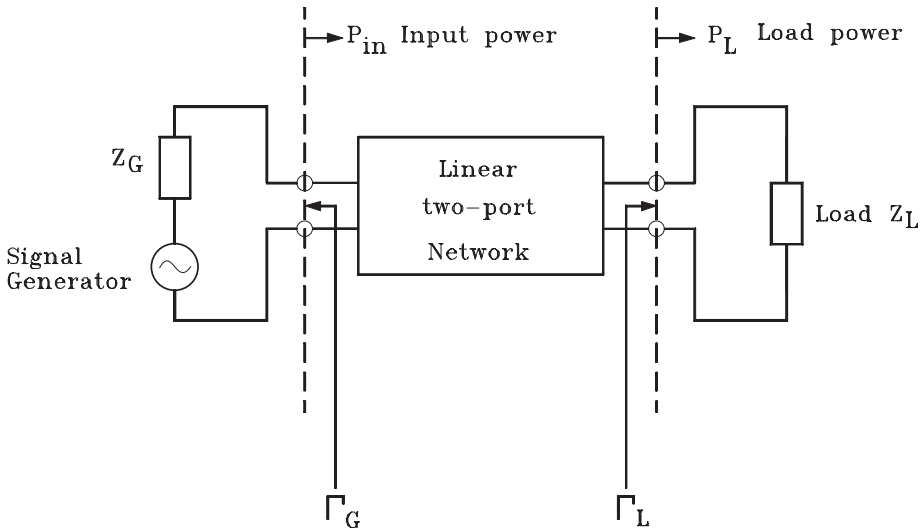 P_in Input power
P_L Load power
Z_G
Linear
two-port
Network
Signal
Generator
Load Z_L
Γ_G
Γ_L